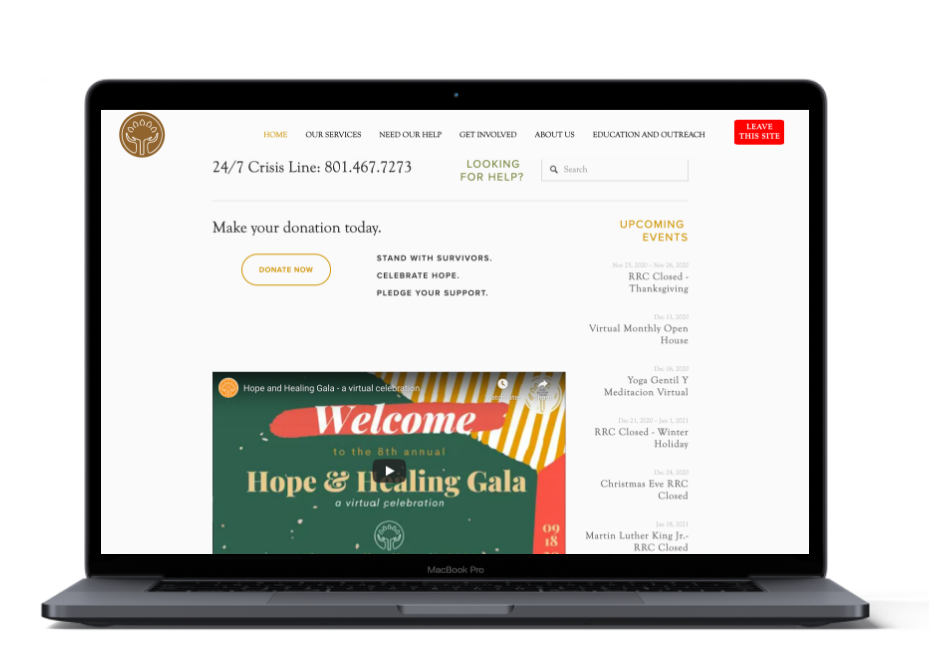 HOME OUR SERVICES NEED OUR HELP GET INVOLVED ABOUT US EDUCATION AND OUTREACH
LEAVE
THIS SITE
24/7 Crisis Line: 801.467.7273
LOOKING
FOR HELP?
Search
Make your donation today.
DONATE NOW
STAND WITH SURVIVORS.
CELEBRATE HOPE.
PLEDGE YOUR SUPPORT.
UPCOMING
EVENTS
Nov 25, 2020 – Nov 26, 2020
RRC Closed -
Thanksgiving
Dec 13, 2020
Virtual Monthly Open
House
Dec 16, 2020
Yoga Gentil Y
Meditacion Virtual
Dec 21, 2020 – Jan 1, 2021
RRC Closed - Winter
Holiday
Dec 24, 2020
Christmas Eve RRC
Closed
Jan 18, 2021
Martin Luther King Jr.-
RRC Closed
Hope and Healing Gala - a virtual celebration
Welcome
to the 8th annual
Hope & Healing Gala
a virtual celebration
09
18
MacBook Pro